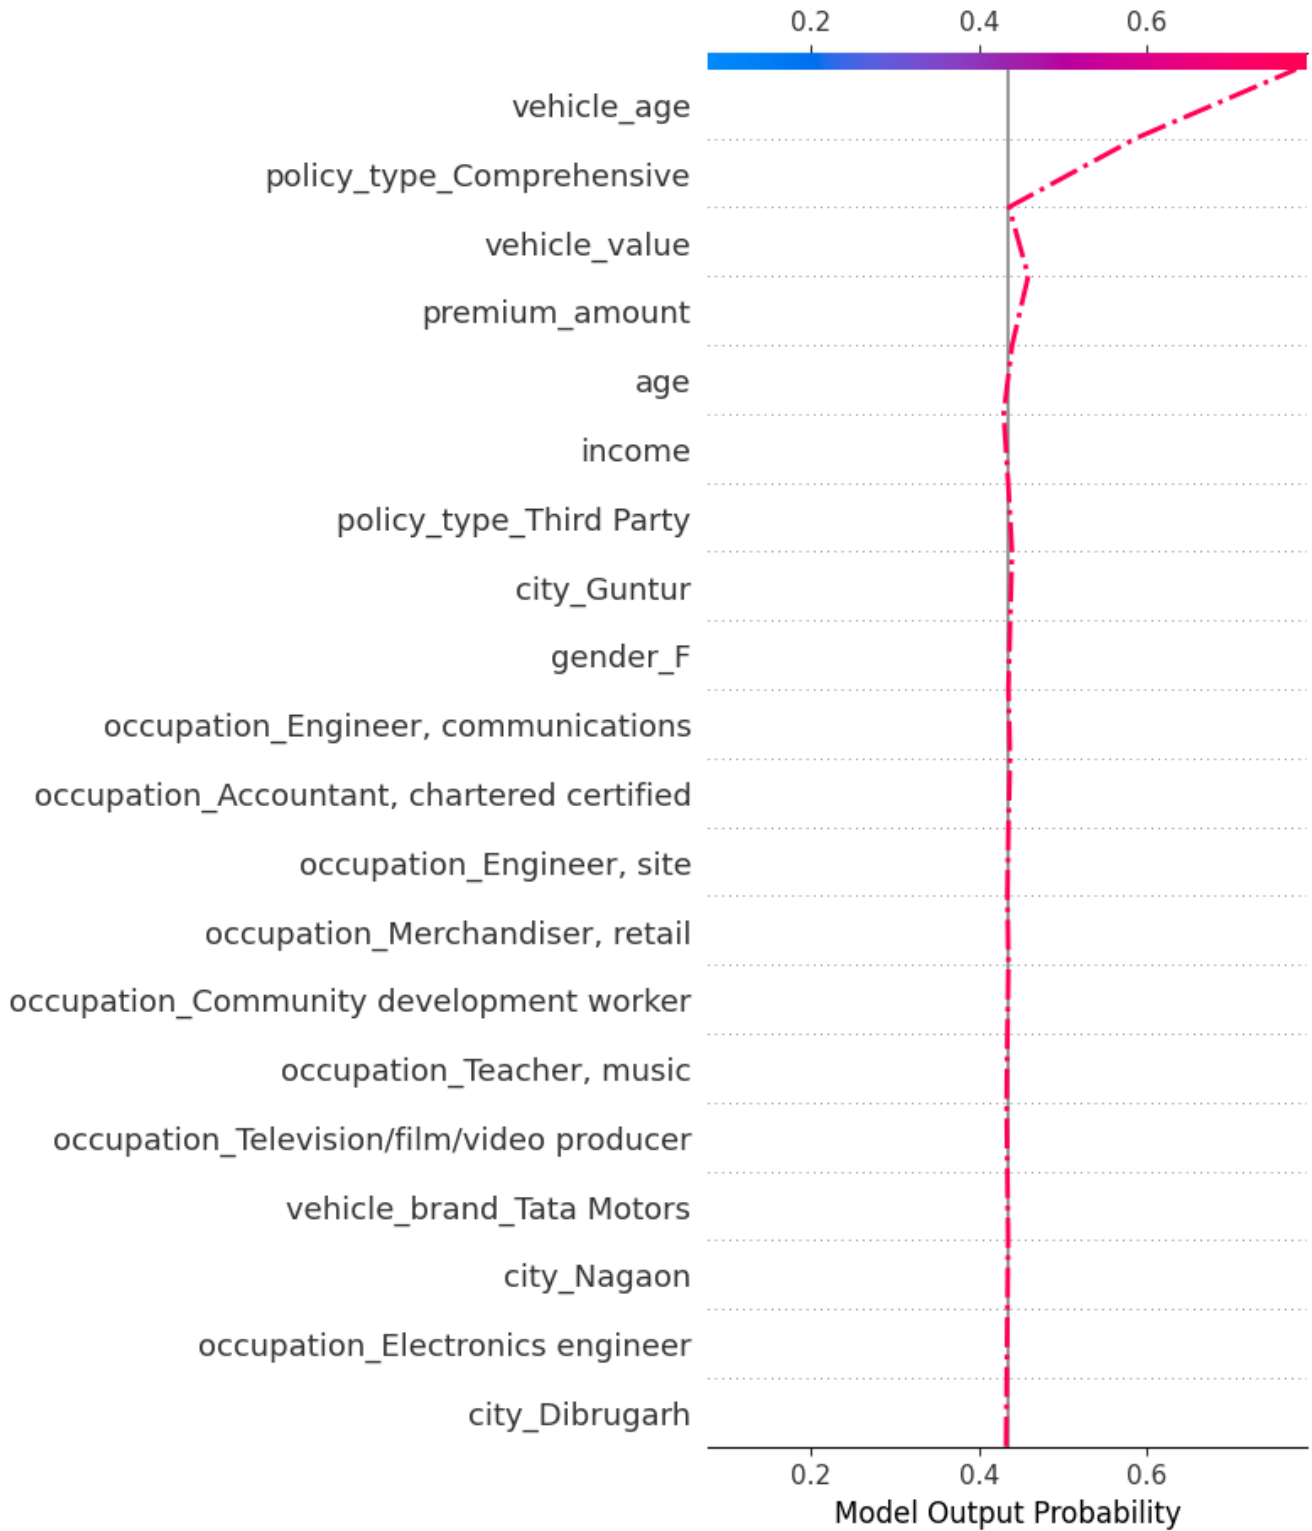 0.2 0.4 0.6
vehicle_age
policy_type_Comprehensive
vehicle_value
premium_amount
age
income
policy_type_Third Party
city_Guntur
gender_F
occupation_Engineer, communications
occupation_Accountant, chartered certified
occupation_Engineer, site
occupation_Merchandiser, retail
occupation_Community development worker
occupation_Teacher, music
occupation_Television/film/video producer
vehicle_brand_Tata Motors
city_Nagaon
occupation_Electronics engineer
city_Dibrugarh
0.2 0.4 0.6
Model Output Probability